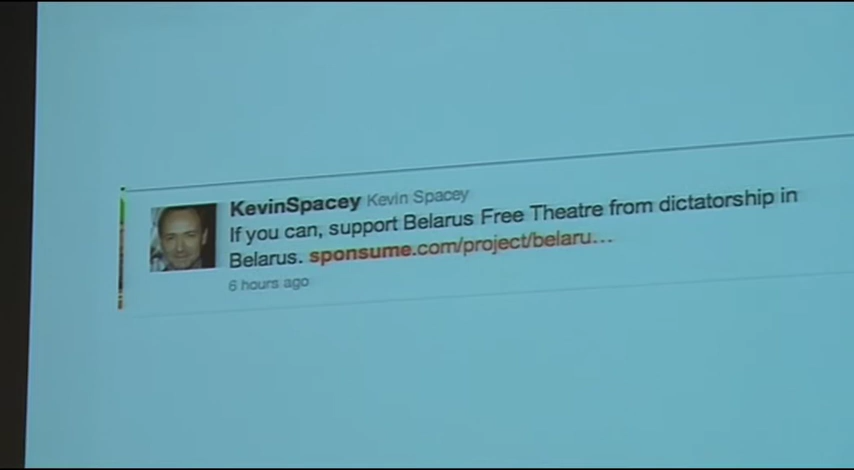 KevinSpacey Kevin Spacey
If you can, support Belarus Free Theatre from dictatorship in
Belarus. sponsume.com/project/belaru...
6 hours ago